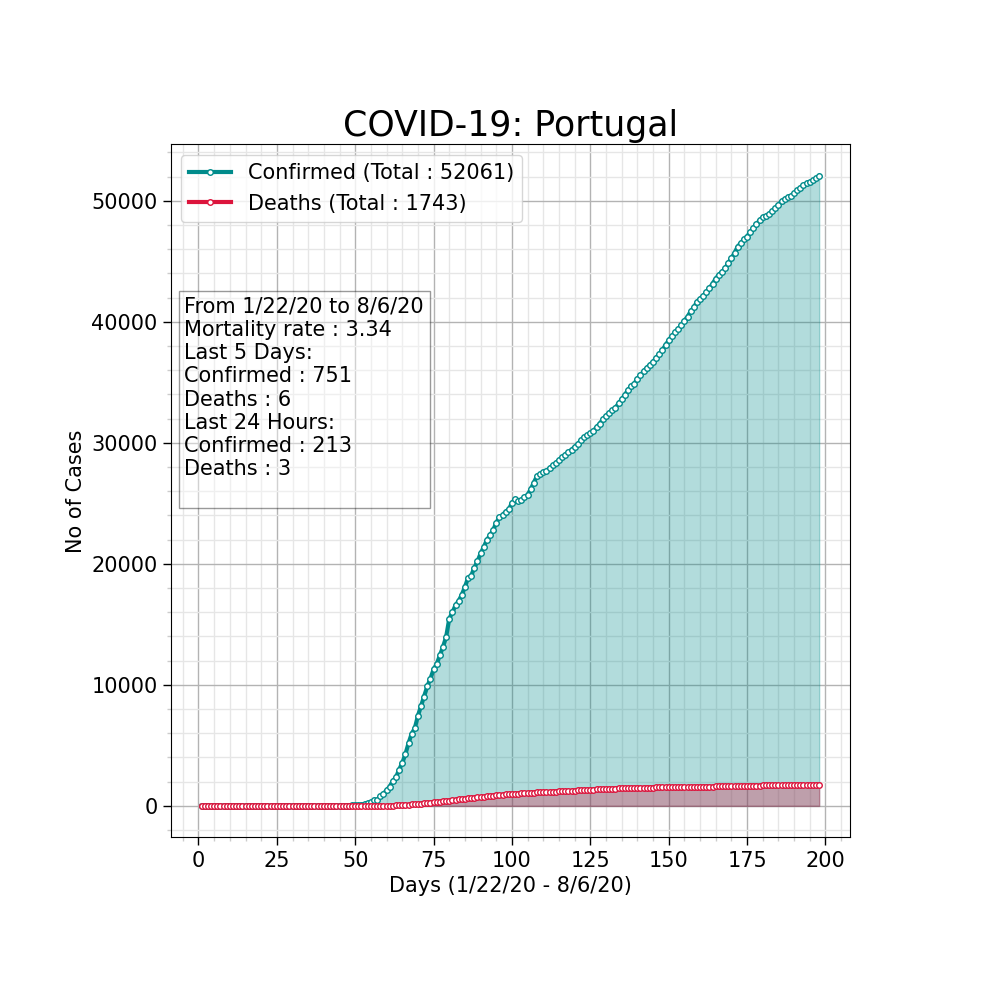 COVID-19: Portugal
Confirmed (Total : 52061)
Deaths (Total : 1743)
From 1/22/20 to 8/6/20
Mortality rate : 3.34
Last 5 Days:
Confirmed : 751
Deaths : 6
Last 24 Hours:
Confirmed : 213
Deaths : 3
No of Cases
50000
40000
30000
20000
10000
0
0 25 50 75 100 125 150 175 200
Days (1/22/20 - 8/6/20)